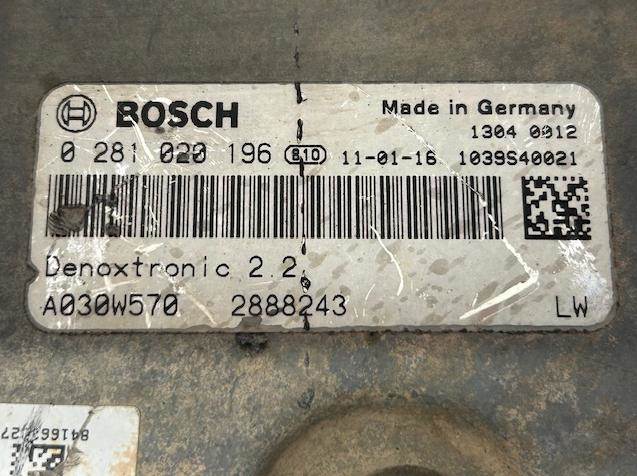 BOSCH Made in Germany
1304 0012
0 281 020 196 810 11-01-16 1039S40021
Denoxtronic 2.2
A030W570 2888243 LW